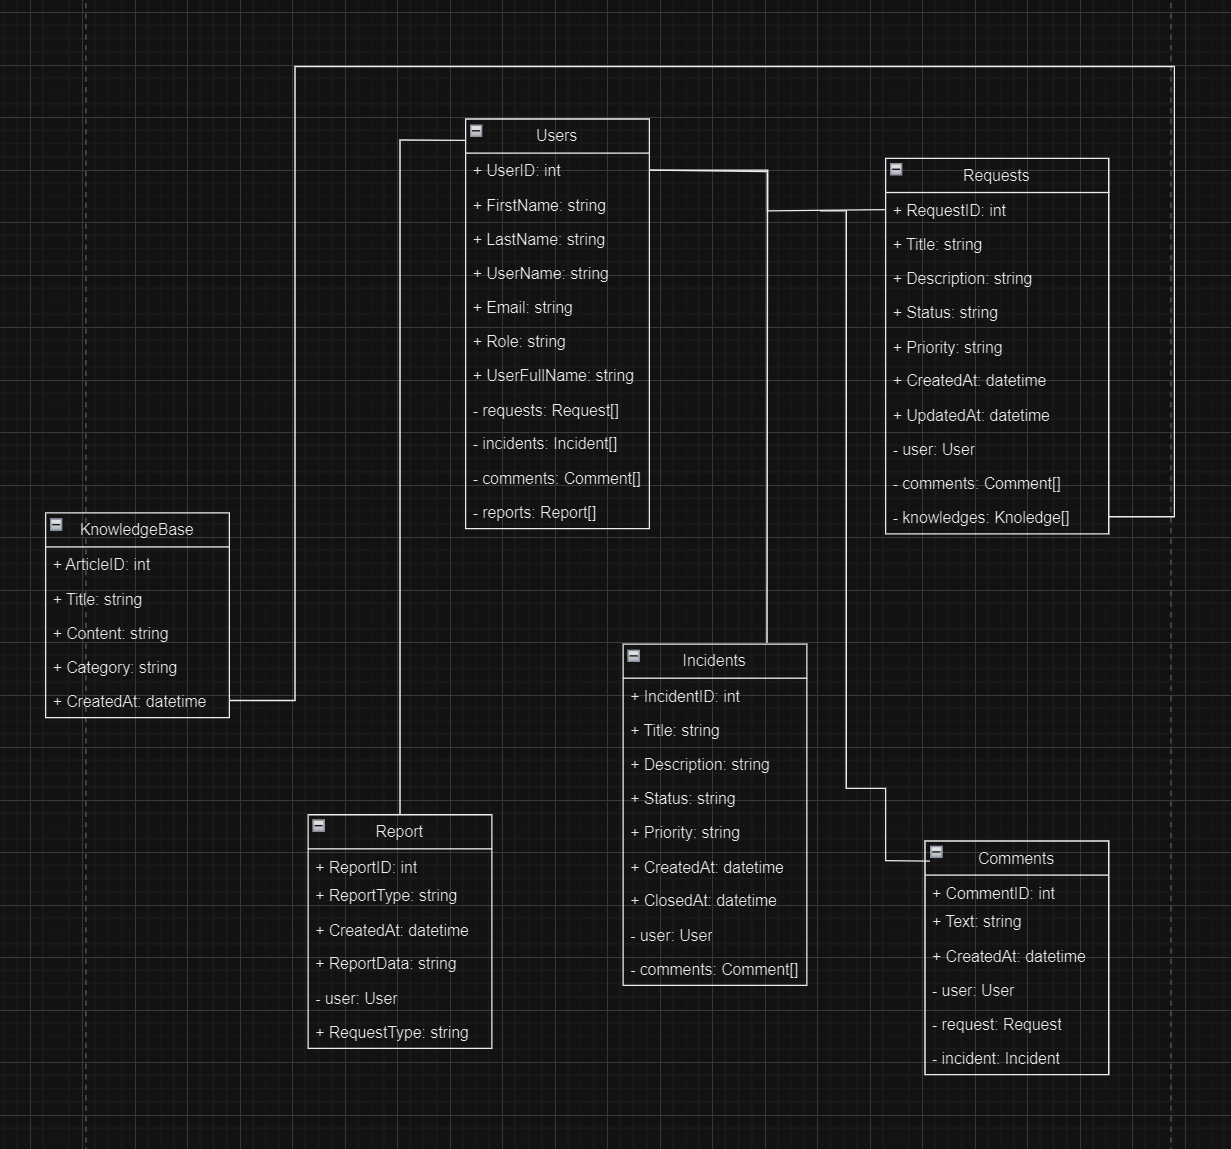 Users
+ UserID: int
+ FirstName: string
+ LastName: string
+ UserName: string
+ Email: string
+ Role: string
+ UserFullName: string
- requests: Request[]
- incidents: Incident[]
- comments: Comment[]
- reports: Report[]
Requests
+ RequestID: int
+ Title: string
+ Description: string
+ Status: string
+ Priority: string
+ CreatedAt: datetime
+ UpdatedAt: datetime
- user: User
- comments: Comment[]
- knowledges: Knoledge[]
KnowledgeBase
+ ArticleID: int
+ Title: string
+ Content: string
+ Category: string
+ CreatedAt: datetime
Incidents
+ IncidentID: int
+ Title: string
+ Description: string
+ Status: string
+ Priority: string
+ CreatedAt: datetime
+ ClosedAt: datetime
- user: User
- comments: Comment[]
Report
+ ReportID: int
+ ReportType: string
+ CreatedAt: datetime
+ ReportData: string
- user: User
+ RequestType: string
Comments
+ CommentID: int
+ Text: string
+ CreatedAt: datetime
- user: User
- request: Request
- incident: Incident